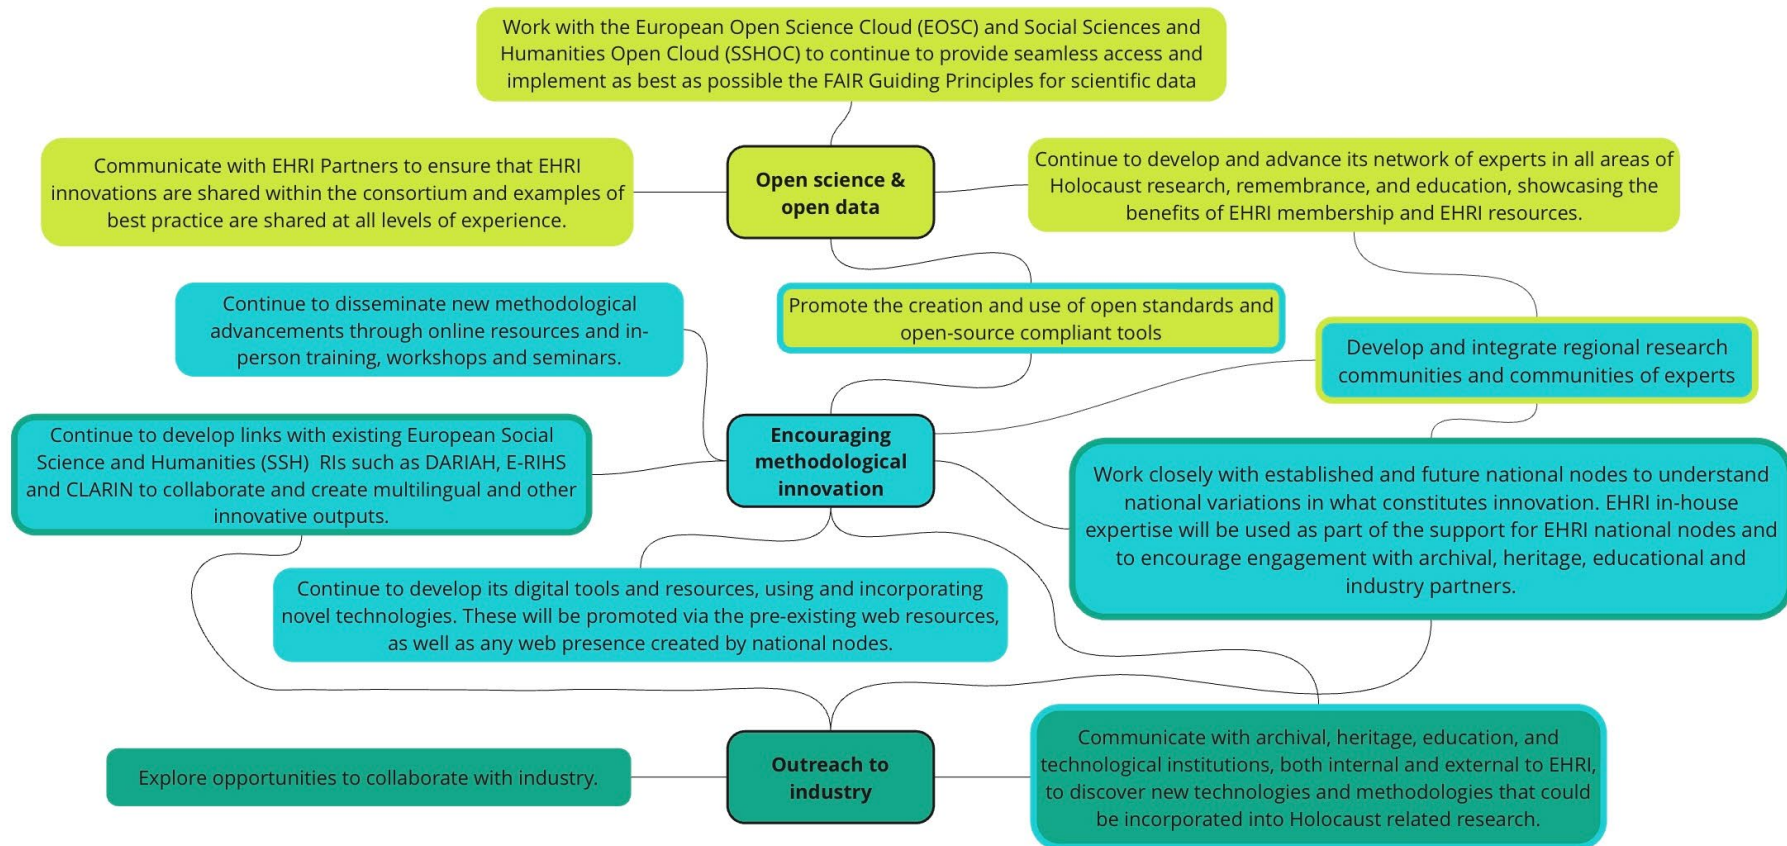 Work with the European Open Science Cloud (EOSC) and Social Sciences and
Humanities Open Cloud (SSHOC) to continue to provide seamless access and
implement as best as possible the FAIR Guiding Principles for scientific data
Communicate with EHRI Partners to ensure that EHRI
innovations are shared within the consortium and examples of
best practice are shared at all levels of experience.
Open science &
open data
Continue to develop and advance its network of experts in all areas of
Holocaust research, remembrance, and education, showcasing the
benefits of EHRI membership and EHRI resources.
Continue to disseminate new methodological
advancements through online resources and in-
person training, workshops and seminars.
Promote the creation and use of open standards and
open-source compliant tools
Develop and integrate regional research
communities and communities of experts
Continue to develop links with existing European Social
Science and Humanities (SSH)  RIs such as DARIAH, E-RIHS
and CLARIN to collaborate and create multilingual and other
innovative outputs.
Encouraging
methodological
innovation
Work closely with established and future national nodes to understand
national variations in what constitutes innovation. EHRI in-house
expertise will be used as part of the support for EHRI national nodes and
to encourage engagement with archival, heritage, educational and
industry partners.
Continue to develop its digital tools and resources, using and incorporating
novel technologies. These will be promoted via the pre-existing web resources,
as well as any web presence created by national nodes.
Explore opportunities to collaborate with industry.
Outreach to
industry
Communicate with archival, heritage, education, and
technological institutions, both internal and external to EHRI,
to discover new technologies and methodologies that could
be incorporated into Holocaust related research.